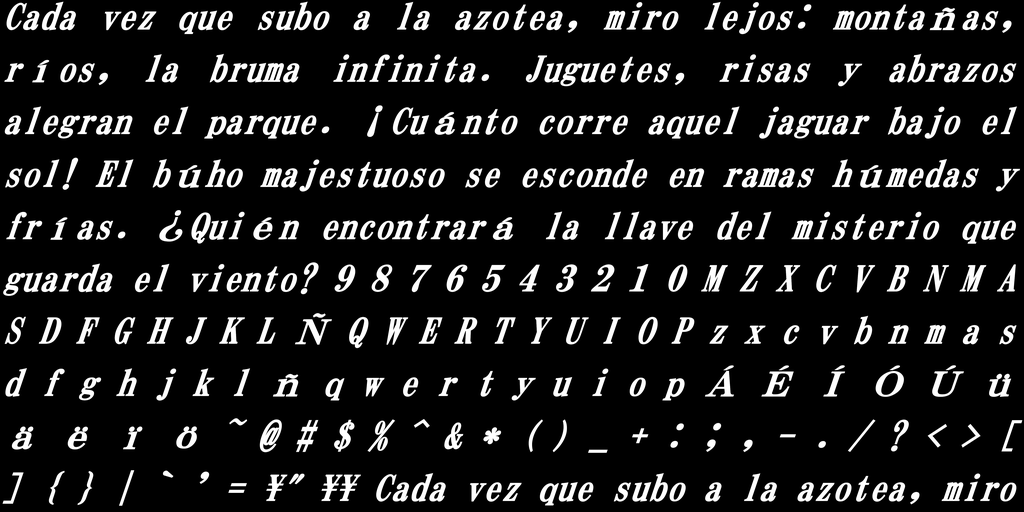 Cada vez que subo a la azotea, miro lejos: montañas,
ríos, la bruma infinita. Juguetes, risas y abrazos
alegran el parque. ¡Cuánto corre aquel jaguar bajo el
sol! El búho majestuoso se esconde en ramas húmedas y
frías. ¿Quién encontrará la llave del misterio que
guarda el viento? 9 8 7 6 5 4 3 2 1 0 M Z X C V B N M A
S D F G H J K L Ñ Q W E R T Y U I O P z x c v b n m a s
d f g h j k l ñ q w e r t y u i o p Á É Í Ó Ú ü
ä ë ï ö ~ @ # $ % ^ & * ( ) _ + : ; , - . / ? < > [
] { } | ` ' = ¥" ¥¥ Cada vez que subo a la azotea, miro